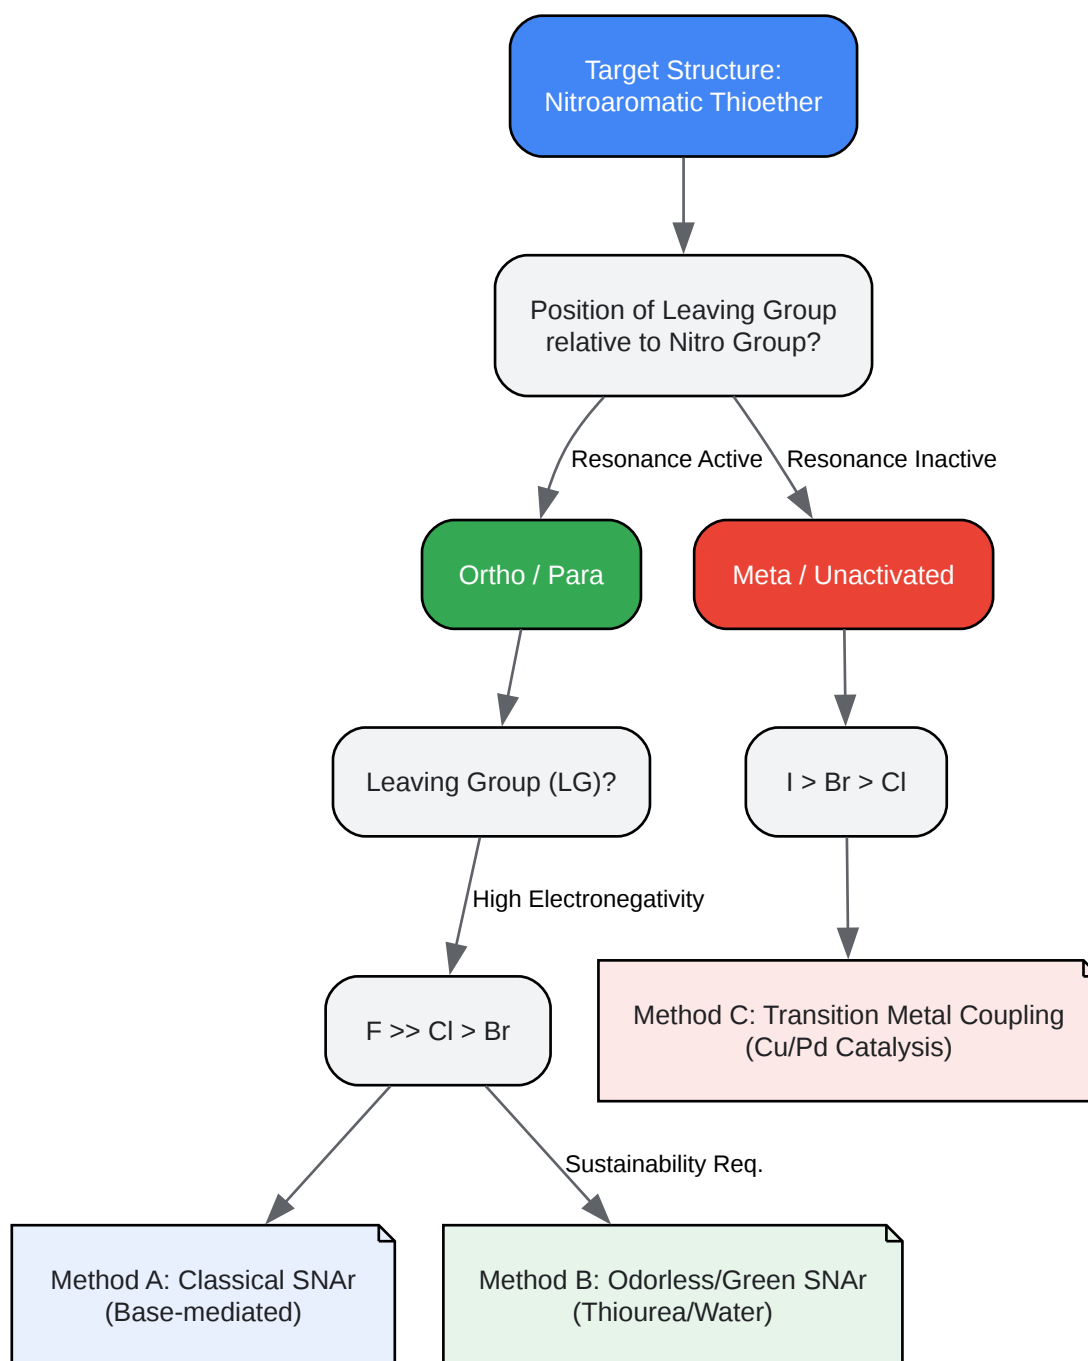 Target Structure:
Nitroaromatic Thioether
Position of Leaving Group
relative to Nitro Group?
Resonance Active
Resonance Inactive
Ortho / Para
Meta / Unactivated
Leaving Group (LG)?
I > Br > Cl
High Electronegativity
F >> Cl > Br
Method C: Transition Metal Coupling
(Cu/Pd Catalysis)
Sustainability Req.
Method A: Classical SNAr
(Base-mediated)
Method B: Odorless/Green SNAr
(Thiourea/Water)